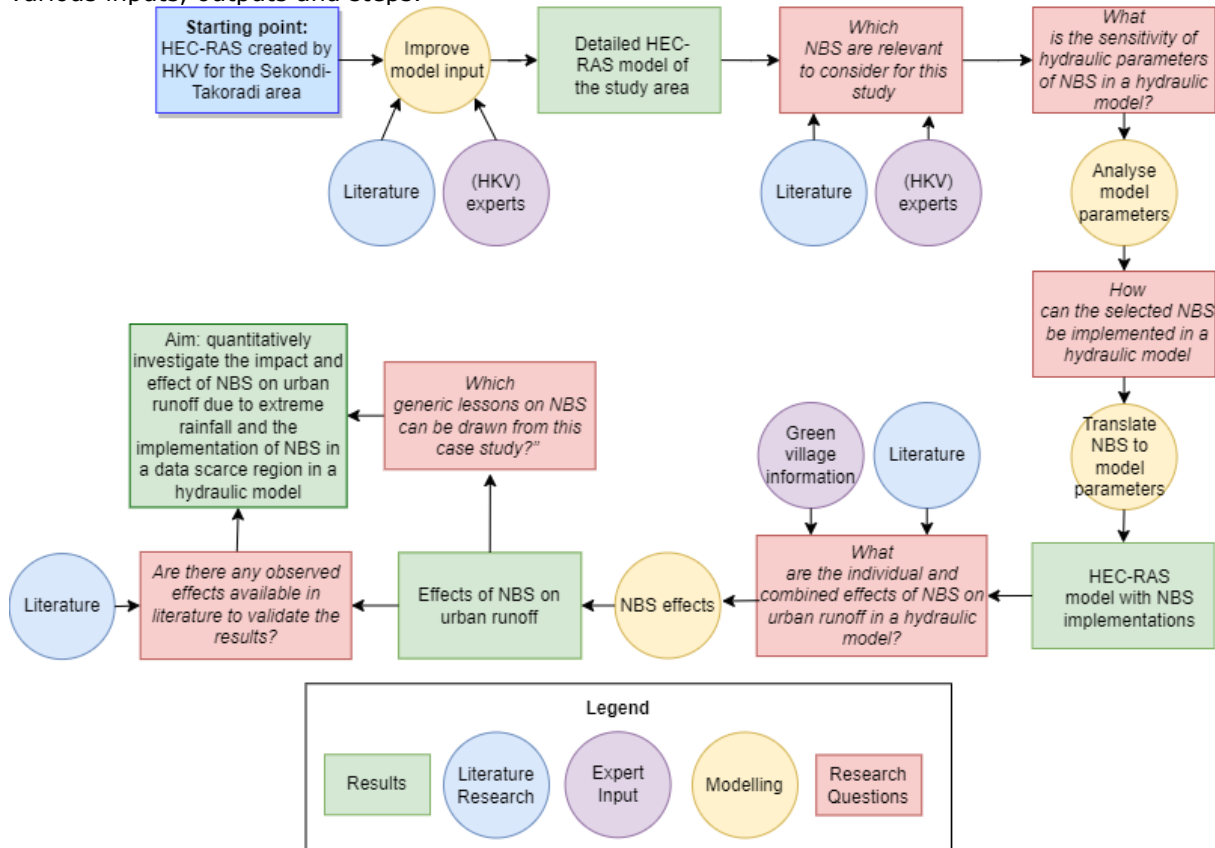 various inputs, outputs and steps.
Starting point:
HEC-RAS created by
HKV for the Sekondi-
Takoradi area
Improve
model input
Detailed HEC-
RAS model of
the study area
Which
NBS are relevant
to consider for this
study
What
is the sensitivity of
hydraulic parameters
of NBS in a hydraulic
model?
Literature
(HKV)
experts
Literature
(HKV)
experts
Analyse
model
parameters
How
can the selected NBS
be implemented in a
hydraulic model
Aim: quantitatively
investigate the impact and
effect of NBS on urban
runoff due to extreme
rainfall and the
implementation of NBS in
a data scarce region in a
hydraulic model
Which
generic lessons on NBS
can be drawn from this
case study?”
Green
village
information
Literature
Translate
NBS to
model
parameters
Literature
Are there any observed
effects available in
literature to validate the
results?
Effects of NBS on
urban runoff
NBS effects
What
are the individual and
combined effects of NBS on
urban runoff in a hydraulic
model?
HEC-RAS
model with NBS
implementations
Legend
Results
Literature
Research
Expert
Input
Modelling
Research
Questions